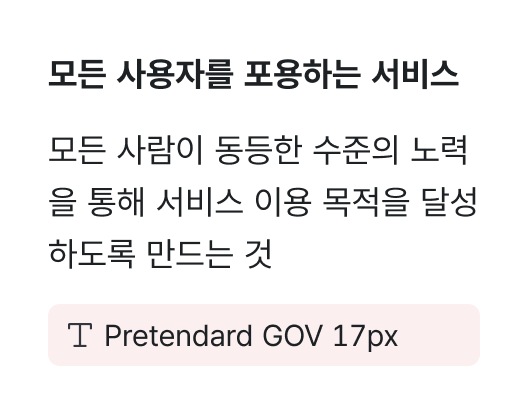 모든 사용자를 포용하는 서비스
모든 사람이 동등한 수준의 노력
을 통해 서비스 이용 목적을 달성
하도록 만드는 것
Pretendard GOV 17px